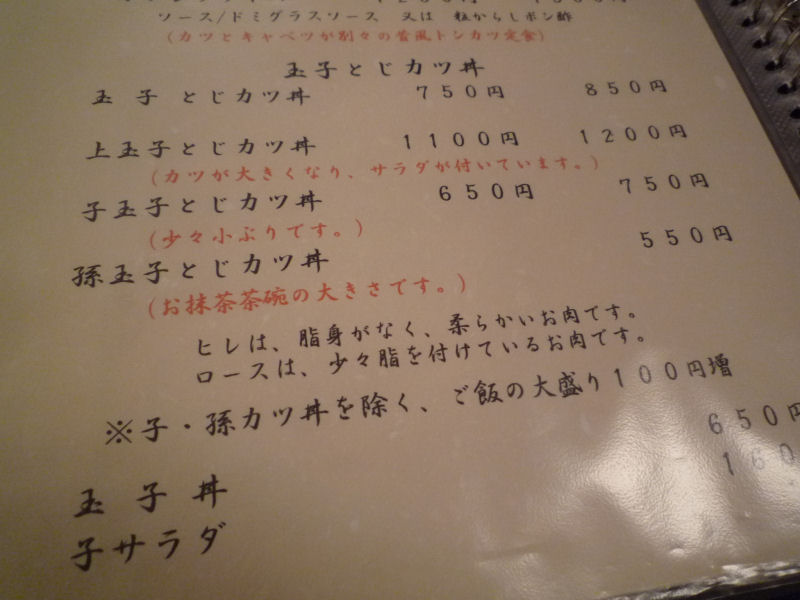 ソース/ドミグラスソース 又は 粒からしポン酢
(カツとキャベツが別々の昔風トンカツ定食)
玉子とじカツ丼
玉子とじカツ丼 750円 850円
上玉子とじカツ丼 1100円 1200円
(カツが大きくなり、サラダが付いています。)
子玉子とじカツ丼 650円 750円
(少々小ぶりです。)
孫玉子とじカツ丼 550円
(お抹茶茶碗の大きさです。)
ヒレは、脂身がなく、柔らかいお肉です。
ロースは、少々脂を付けているお肉です。
※子・孫カツ丼を除く、ご飯の大盛り100円増
玉子丼 650円
子サラダ 160